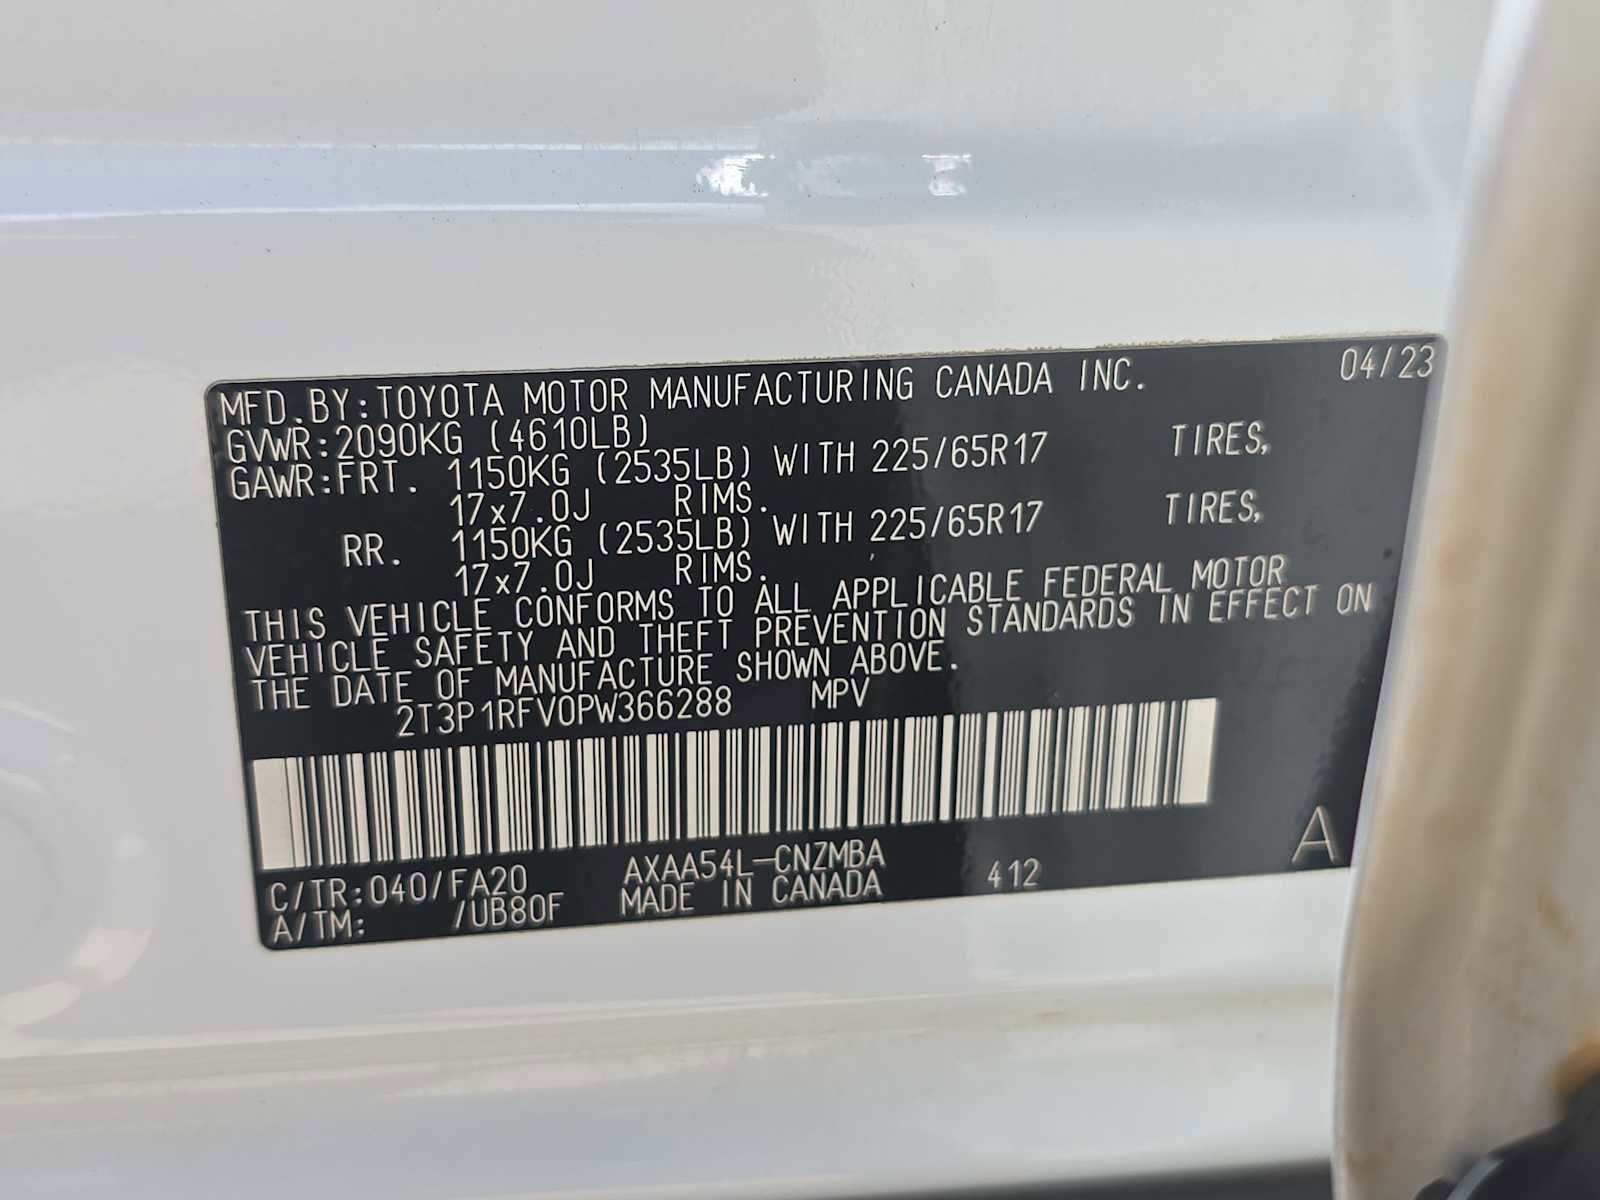 MFD.BY:TOYOTA MOTOR MANUFACTURING CANADA INC. 04/23
GVWR:2090KG (4610LB)
GAWR:FRT. 1150KG (2535LB) WITH 225/65R17 TIRES,
17x7.0J RIMS.
RR. 1150KG (2535LB) WITH 225/65R17 TIRES,
17x7.0J RIMS.
THIS VEHICLE CONFORMS TO ALL APPLICABLE FEDERAL MOTOR
VEHICLE SAFETY AND THEFT PREVENTION STANDARDS IN EFFECT ON
THE DATE OF MANUFACTURE SHOWN ABOVE.
2T3P1RFV0PW366288 MPV
C/TR:040/FA20 AXAA54L-CNZMBA 412 A
A/TM: /UB80F MADE IN CANADA